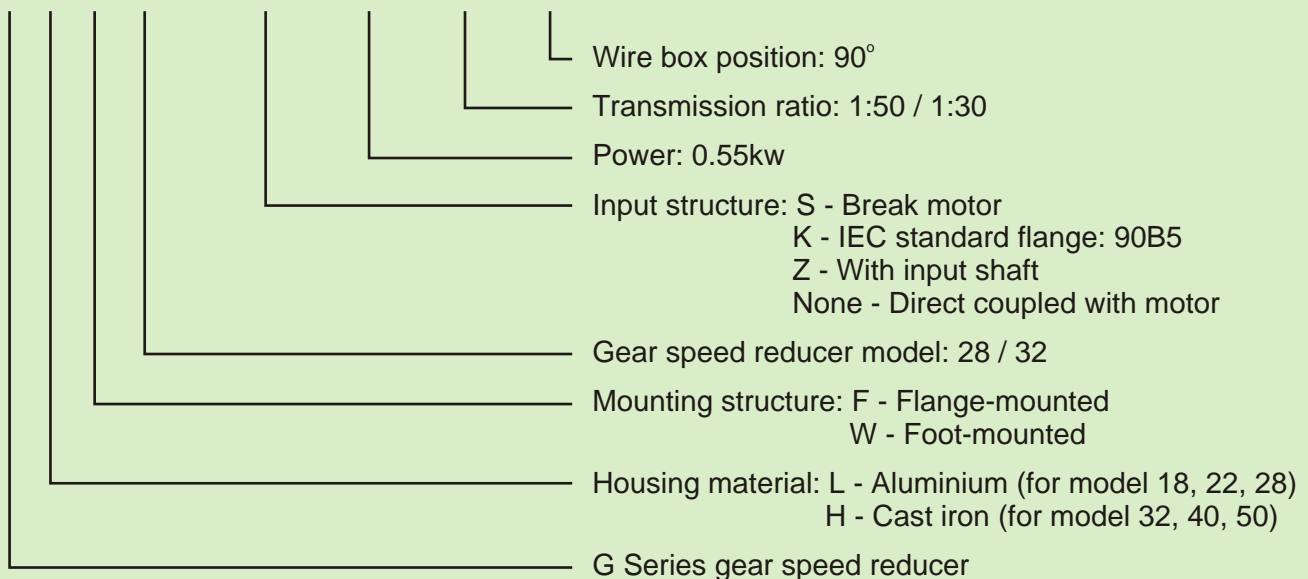 Wire box position: 90°
Transmission ratio: 1:50 / 1:30
Power: 0.55kw
Input structure: S - Break motor
K - IEC standard flange: 90B5
Z - With input shaft
None - Direct coupled with motor
Gear speed reducer model: 28 / 32
Mounting structure: F - Flange-mounted
W - Foot-mounted
Housing material: L - Aluminium (for model 18, 22, 28)
H - Cast iron (for model 32, 40, 50)
G Series gear speed reducer